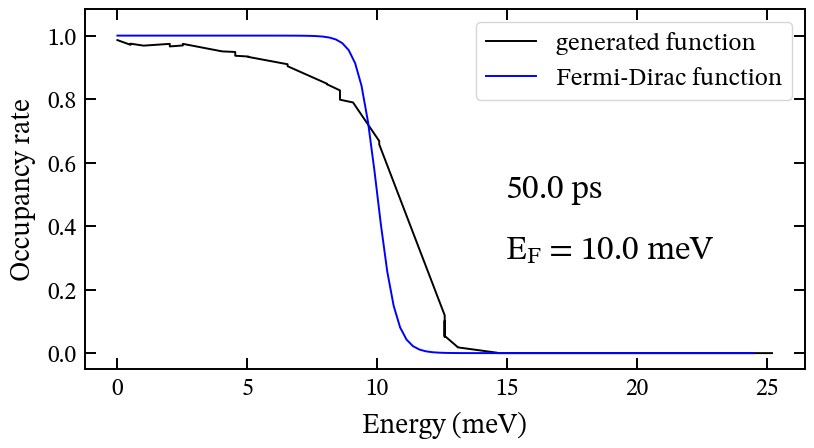 generated function
Fermi-Dirac function
50.0 ps
E_F = 10.0 meV
Occupancy rate
1.0
0.8
0.6
0.4
0.2
0.0
0 5 10 15 20 25
Energy (meV)